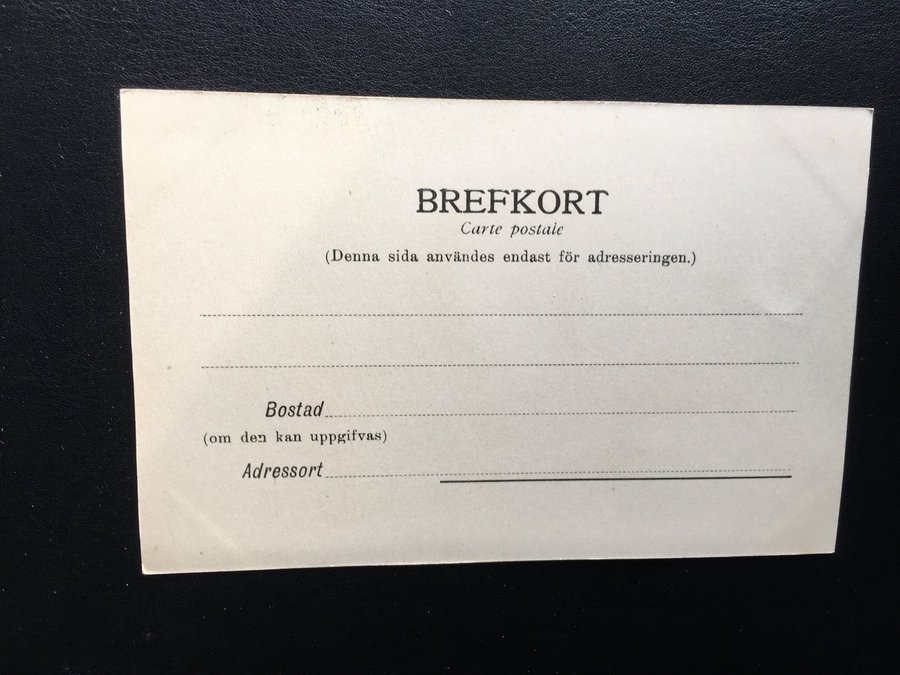 BREFKORT
Carte postale
(Denna sida användes endast för adresseringen.)
Bostad
(om den kan uppgifvas)
Adressort